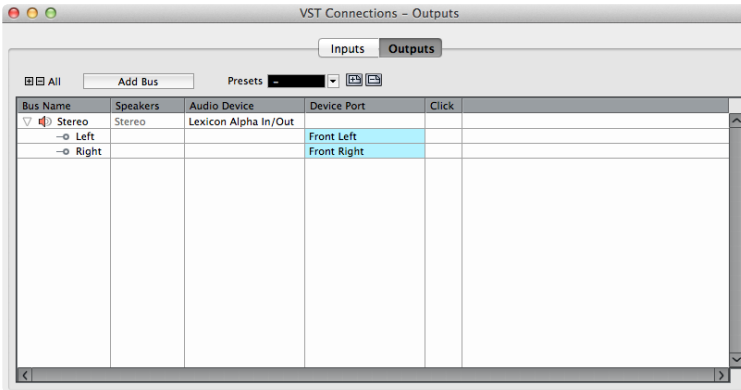 VST Connections – Outputs
Inputs Outputs
All Add Bus Presets –
Bus Name Speakers Audio Device Device Port Click
Stereo Stereo Lexicon Alpha In/Out
Left Front Left
Right Front Right